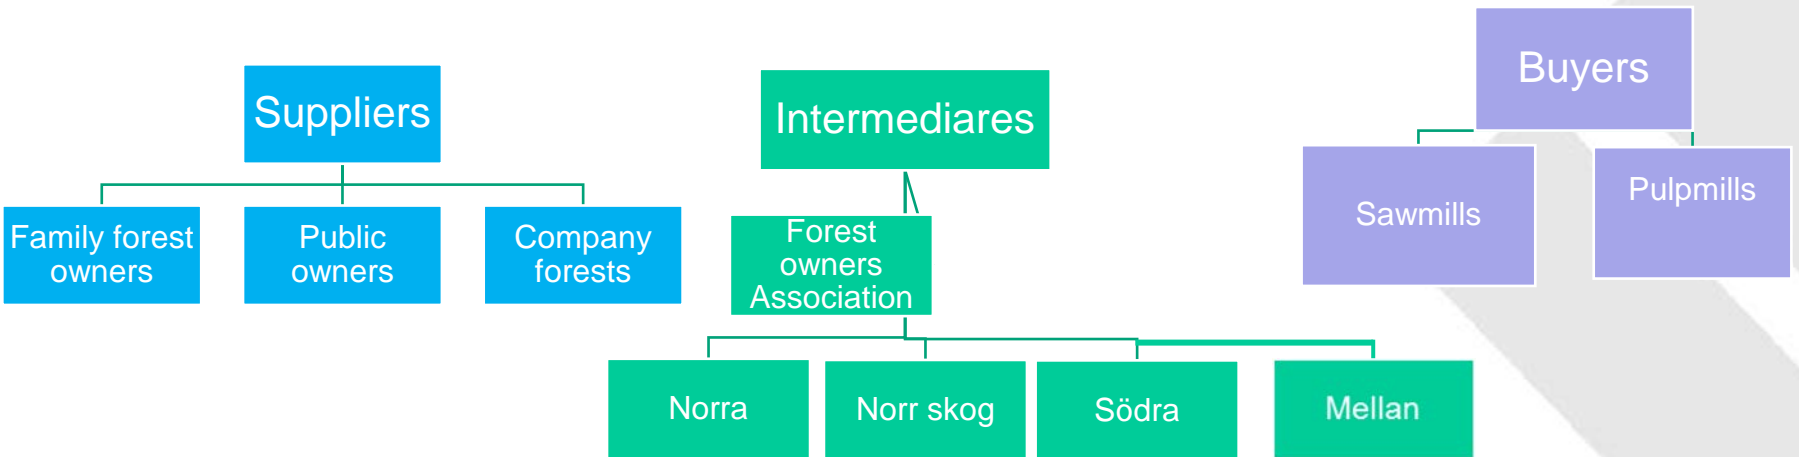 Suppliers
Family forest
owners
Public
owners
Company
forests
Intermediares
Forest
owners
Association
Norra
Norr skog
Södra
Mellan
Buyers
Sawmills
Pulpmills